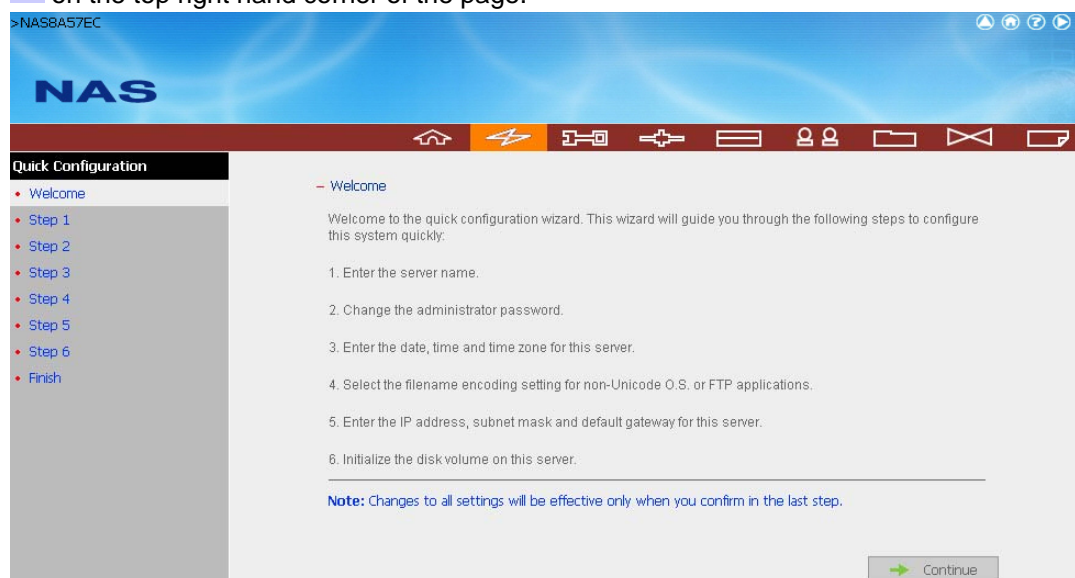 on the top right hand corner of the page.
>NAS8A57EC
NAS
Quick Configuration
• Welcome
• Step 1
• Step 2
• Step 3
• Step 4
• Step 5
• Step 6
• Finish
– Welcome
Welcome to the quick configuration wizard. This wizard will guide you through the following steps to configure
this system quickly:
1. Enter the server name.
2. Change the administrator password.
3. Enter the date, time and time zone for this server.
4. Select the filename encoding setting for non-Unicode O.S. or FTP applications.
5. Enter the IP address, subnet mask and default gateway for this server.
6. Initialize the disk volume on this server.
Note: Changes to all settings will be effective only when you confirm in the last step.
Continue